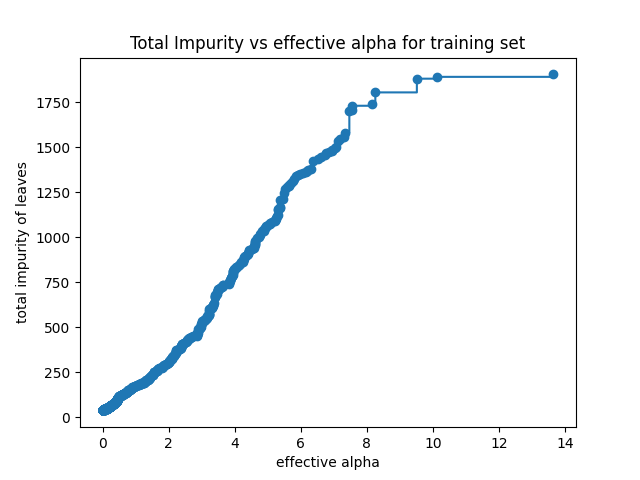 Total Impurity vs effective alpha for training set
1750
1500
1250
1000
750
500
250
0
total impurity of leaves
0 2 4 6 8 10 12 14
effective alpha